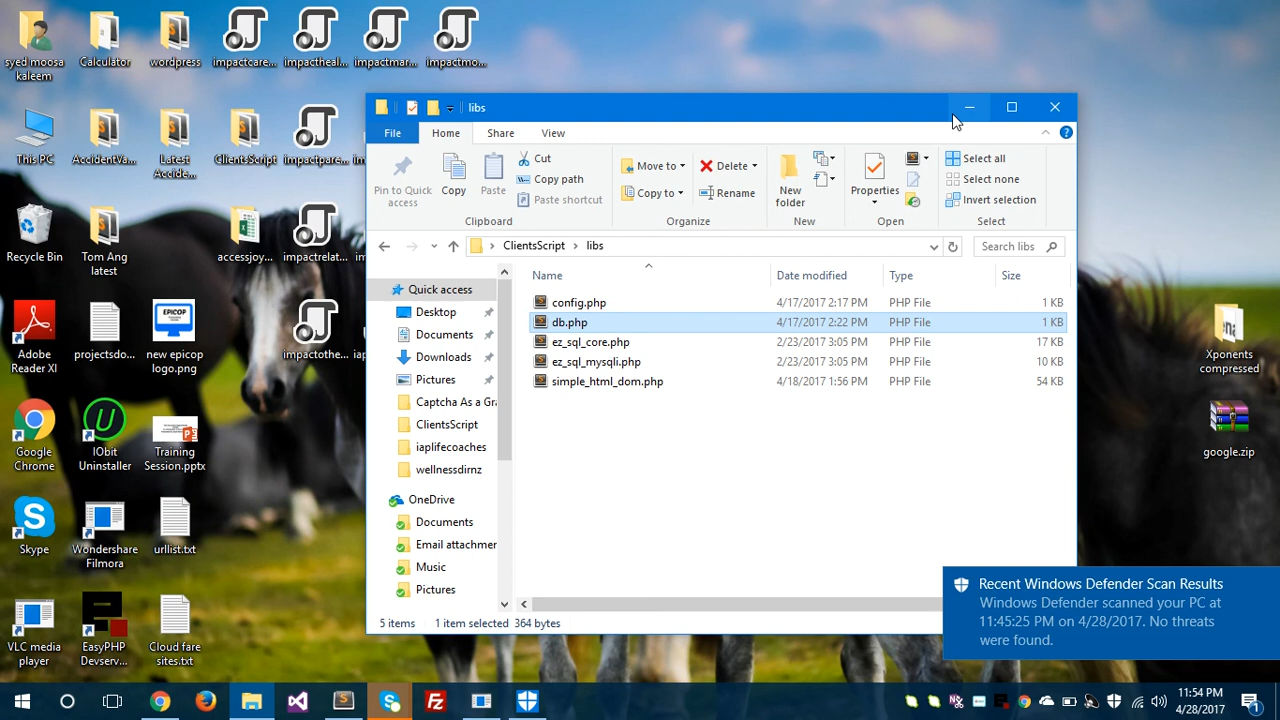 syed moosa
kaleem
Calculator
wordpress
impactcare...
impactheal...
impactmar...
impactmo...
This PC
AccidentVa...
Latest
Accide...
ClientsScript
impactpare...
Recycle Bin
Tom Ang
latest
accessjoy...
impactrelat...
Adobe
Reader XI
projectsdo...
EPICOP
new epicop
logo.png
impactothe...
Google
Chrome
IObit
Uninstaller
Training
Session.pptx
Skype
Wondershare
Filmora
urllist.txt
VLC media
player
EasyPHP
Devserv...
Cloud fare
sites.txt
libs
File
Home
Share
View
Pin to Quick
access
Copy
Paste
Cut
Copy path
Paste shortcut
Clipboard
Move to
Copy to
Delete
Rename
Organize
New
folder
New
Properties
Open
Select all
Select none
Invert selection
Select
ClientsScript > libs
Search libs
Quick access
Desktop
Documents
Downloads
Pictures
Captcha As a Gra
ClientsScript
iaplifecoaches
wellnessdirnz
OneDrive
Documents
Email attachmer
Music
Pictures
Name Date modified Type Size
config.php 4/17/2017 2:17 PM PHP File 1 KB
db.php 4/17/2017 2:22 PM PHP File 1 KB
ez_sql_core.php 2/23/2017 3:05 PM PHP File 17 KB
ez_sql_mysqli.php 2/23/2017 3:05 PM PHP File 10 KB
simple_html_dom.php 4/18/2017 1:56 PM PHP File 54 KB
5 items 1 item selected 364 bytes
Xponents
compressed
google.zip
Recent Windows Defender Scan Results
Windows Defender scanned your PC at
11:45:25 PM on 4/28/2017. No threats
were found.
11:54 PM
4/28/2017
1